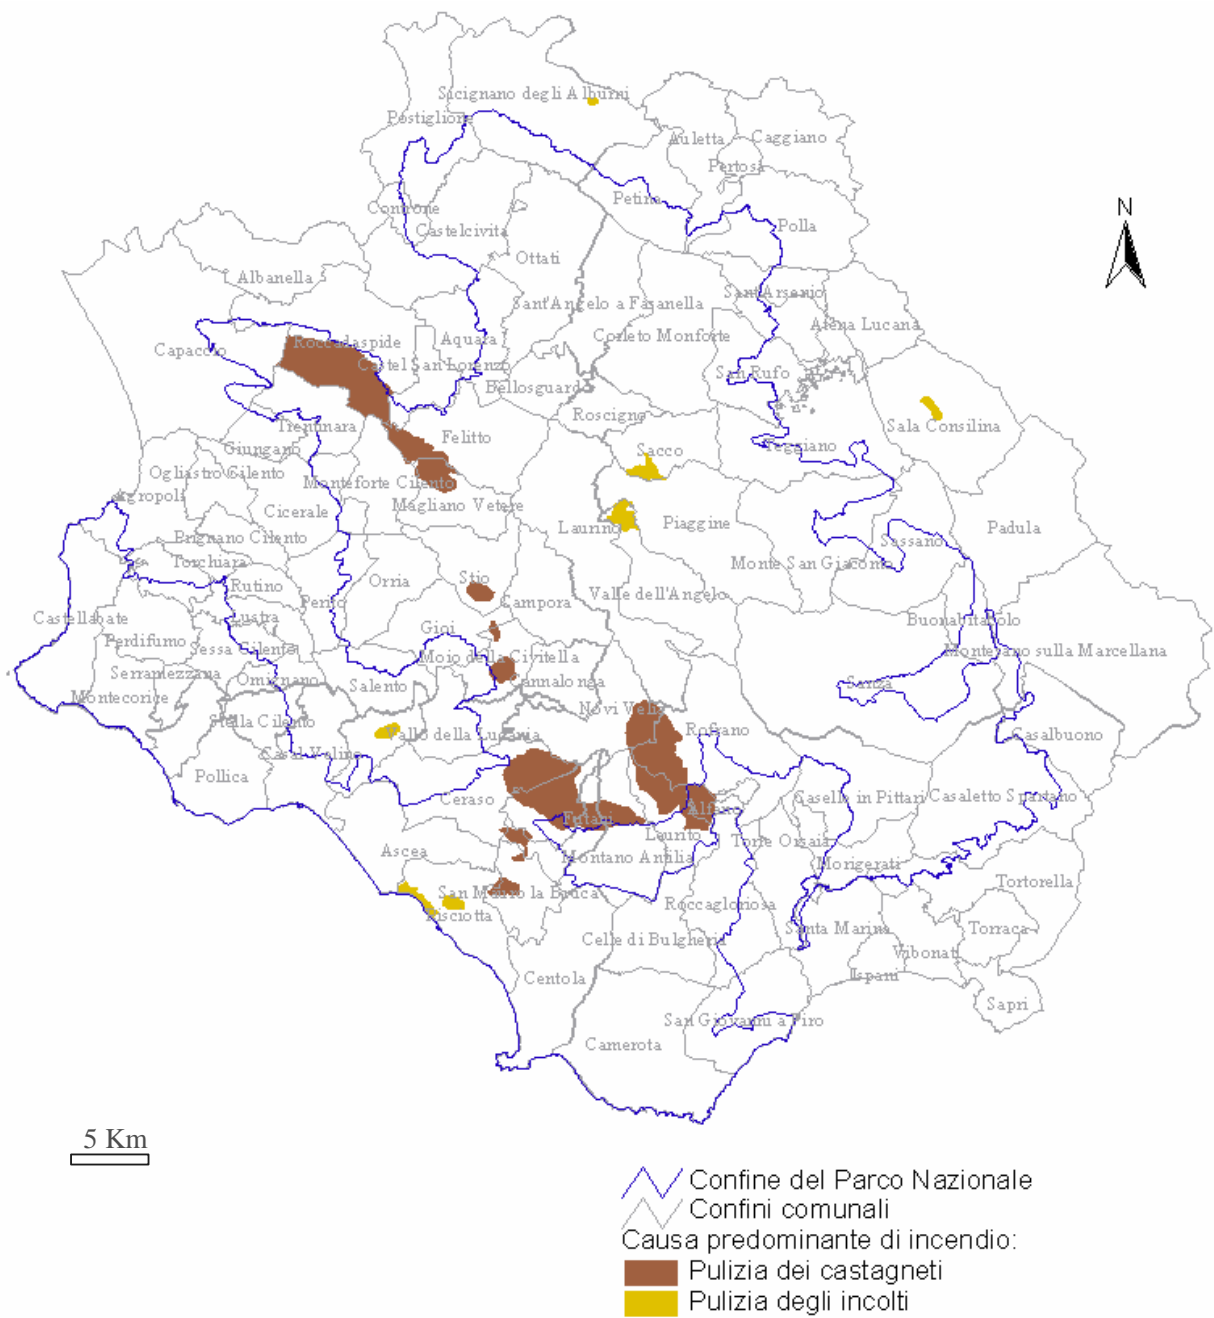 Sicignano degli Alburni
Postiglione
Auletta
Caggiano
Pertosa
Petina
Controne
Castelcivita
Polla
N
Ottati
Albanella
Sant'Angelo a Fasanella
Sant'Arsenio
Corleto Monforte
Atena Lucana
Roccadaspide
Aquara
Capaccio
Castel San Lorenzo
San Rufo
Bellosguardo
Roscigno
Trentinara
Felitto
Sala Consilina
Giungano
Sacco
Teggiano
Ogliastro Cilento
Monteforte Cilento
Agropoli
Magliano Vetere
Cicerale
Laurino
Piaggine
Padula
Prignano Cilento
Sassano
Torchiara
Monte San Giacomo
Rutino
Orria
Stio
Valle dell'Angelo
Perito
Campora
Castellabate
Lustra
Buonabitacolo
Perdifumo
Gioi
Sessa Cilento
Moio della Civitella
Montesano sulla Marcellana
Serramezzana
Omignano
Salento
Cannalonga
Sanza
Montecorice
Novi Velia
Stella Cilento
Vallo della Lucania
Rofrano
Casalbuono
Casal Velino
Pollica
Ceraso
Caselle in Pittari
Casaletto Spartano
Alfano
Futani
Laurito
Torre Orsaia
Ascea
Montano Antilia
Morigerati
San Mauro la Bruca
Tortorella
Roccagloriosa
Pisciotta
Santa Marina
Torraca
Celle di Bulgheria
Vibonati
Centola
Ispani
Sapri
San Giovanni a Piro
Camerota
5 Km
Confine del Parco Nazionale
Confini comunali
Causa predominante di incendio:
Pulizia dei castagneti
Pulizia degli incolti